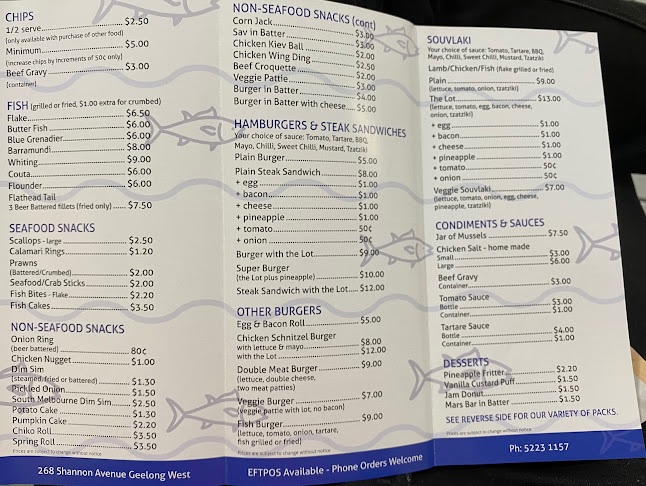 CHIPS
1/2 serve $2.50
(only available with purchase of other food)
Minimum $5.00
(increase chips by increments of 50c only)
Beef Gravy $3.00
(container)
FISH (grilled or fried, $1.00 extra for crumbed)
Flake $6.50
Butter Fish $6.00
Blue Grenadier $6.00
Barramundi $8.00
Whiting $9.00
Couta $6.00
Flounder $6.00
Flathead Tail
3 Beer Battered fillets (fried only) $7.50
SEAFOOD SNACKS
Scallops - large $2.50
Calamari Rings $1.20
Prawns
(Battered/Crumbed) $2.00
Seafood/Crab Sticks $2.00
Fish Bites - Flake $2.20
Fish Cakes $3.50
NON-SEAFOOD SNACKS
Onion Ring
(beer battered) 80c
Chicken Nugget $1.00
Dim Sim
(steamed, fried or battered) $1.30
Pickled Onion $1.50
South Melbourne Dim Sim $2.50
Potato Cake $1.30
Pumpkin Cake $2.20
Chiko Roll $3.50
Spring Roll $3.50
Prices are subject to change without notice
268 Shannon Avenue Geelong West
NON-SEAFOOD SNACKS (cont)
Corn Jack $3.00
Sav in Batter $3.00
Chicken Kiev Ball $3.00
Chicken Wing Ding $2.00
Beef Croquette $2.50
Veggie Pattie $2.00
Burger in Batter $3.00
Burger in Batter with cheese $4.00
$5.00
HAMBURGERS & STEAK SANDWICHES
Your choice of sauce: Tomato, Tartare, BBQ,
Mayo, Chilli, Sweet Chilli, Mustard, Tzatziki
Plain Burger $5.00
Plain Steak Sandwich $8.00
+ egg $1.00
+ bacon $1.00
+ cheese $1.00
+ pineapple $1.00
+ tomato 50c
+ onion 50c
Burger with the Lot $9.00
Super Burger
(the Lot plus pineapple) $10.00
Steak Sandwich with the Lot $12.00
OTHER BURGERS
Egg & Bacon Roll $5.00
Chicken Schnitzel Burger
with lettuce & mayo $8.00
with the Lot $12.00
Double Meat Burger $9.00
(lettuce, double cheese,
two meat patties)
Veggie Burger $7.00
(veggie pattie with lot, no bacon)
Fish Burger $9.00
(lettuce, tomato, onion, tartare,
fish grilled or fried)
Prices are subject to change without notice
EFTPOS Available - Phone Orders Welcome
SOUVLAKI
Your choice of sauce: Tomato, Tartare, BBQ,
Mayo, Chilli, Sweet Chilli, Mustard, Tzatziki
Lamb/Chicken/Fish (flake grilled or fried)
Plain $9.00
(lettuce, tomato, onion, tzatziki)
The Lot $13.00
(lettuce, tomato, egg, bacon, cheese,
onion, tzatziki)
+ egg $1.00
+ bacon $1.00
+ cheese $1.00
+ pineapple $1.00
+ tomato 50c
+ onion 50c
Veggie Souvlaki $7.00
(lettuce, tomato, onion, egg, cheese,
pineapple, tzatziki)
CONDIMENTS & SAUCES
Jar of Mussels $7.50
Chicken Salt - home made
Small $3.00
Large $6.00
Beef Gravy
Container $3.00
Tomato Sauce
Bottle $3.00
Container $1.00
Tartare Sauce
Bottle $4.00
Container $1.00
DESSERTS
Pineapple Fritter $2.20
Vanilla Custard Puff $1.50
Jam Donut $1.50
Mars Bar in Batter $1.50
SEE REVERSE SIDE FOR OUR VARIETY OF PACKS.
Prices are subject to change without notice
Ph: 5223 1157